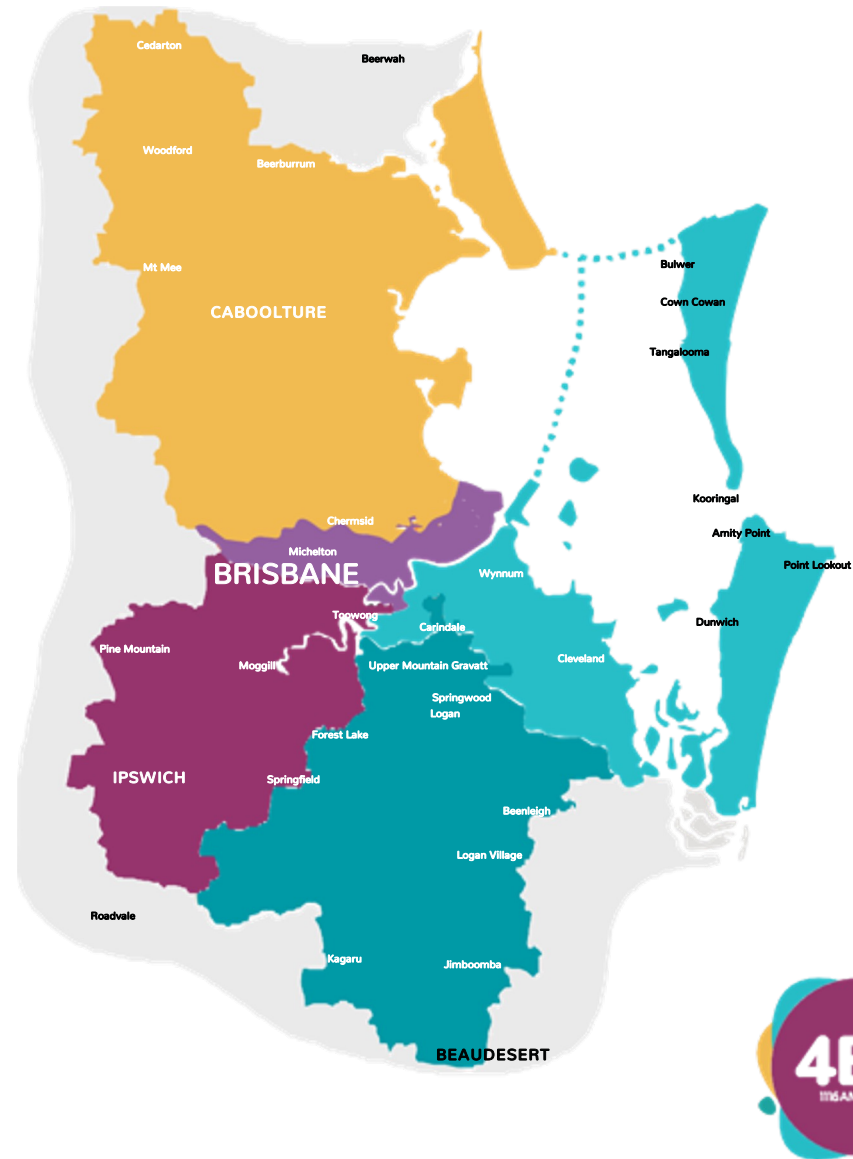 Cedarton
Beerwah
Woodford
Beerburrum
Mt Mee
Bulwer
Cown Cowan
CABOOLTURE
Tangalooma
Kooringal
Chermsid
Amity Point
Michelton
Point Lookout
BRISBANE
Wynnum
Toowong
Dunwich
Carindale
Pine Mountain
Cleveland
Moggill
Upper Mountain Gravatt
Springwood
Logan
Forest Lake
IPSWICH
Springfield
Beenleigh
Logan Village
Roadvale
Kagaru
Jimboomba
BEAUDESERT
4B
1116AM